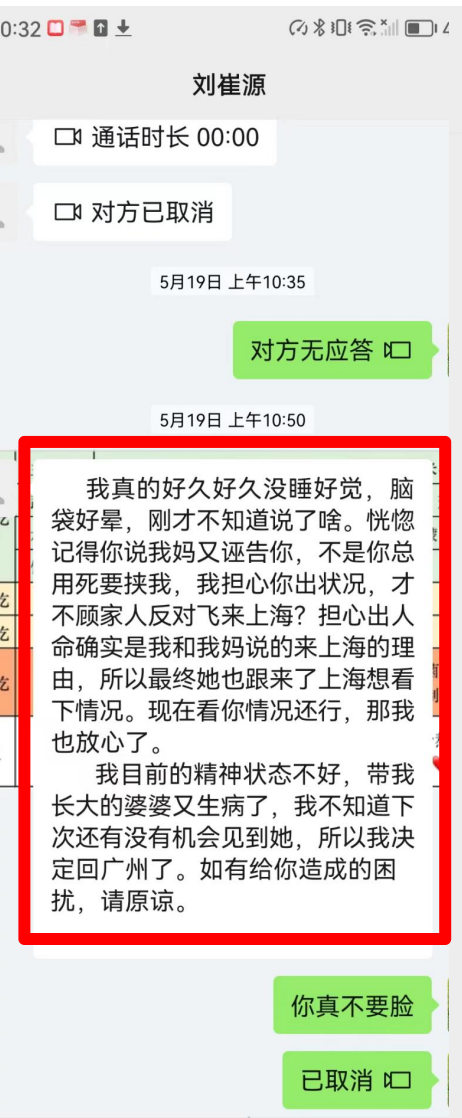 0:32
刘崔源
通话时长 00:00
对方已取消
5月19日 上午10:35
对方无应答
5月19日 上午10:50
我真的好久好久没睡好觉，脑
袋好晕，刚才不知道说了啥。恍惚
记得你说我妈又诬告你，不是你总
用死要挟我，我担心你出状况，才
不顾家人反对飞来上海？担心出人
命确实是我和我妈说的来上海的理
由，所以最终她也跟来了上海想看
下情况。现在看你情况还行，那我
也放心了。
我目前的精神状态不好，带我
长大的婆婆又生病了，我不知道下
次还有没有机会见到她，所以我决
定回广州了。如有给你造成的困
扰，请原谅。
你真不要脸
已取消